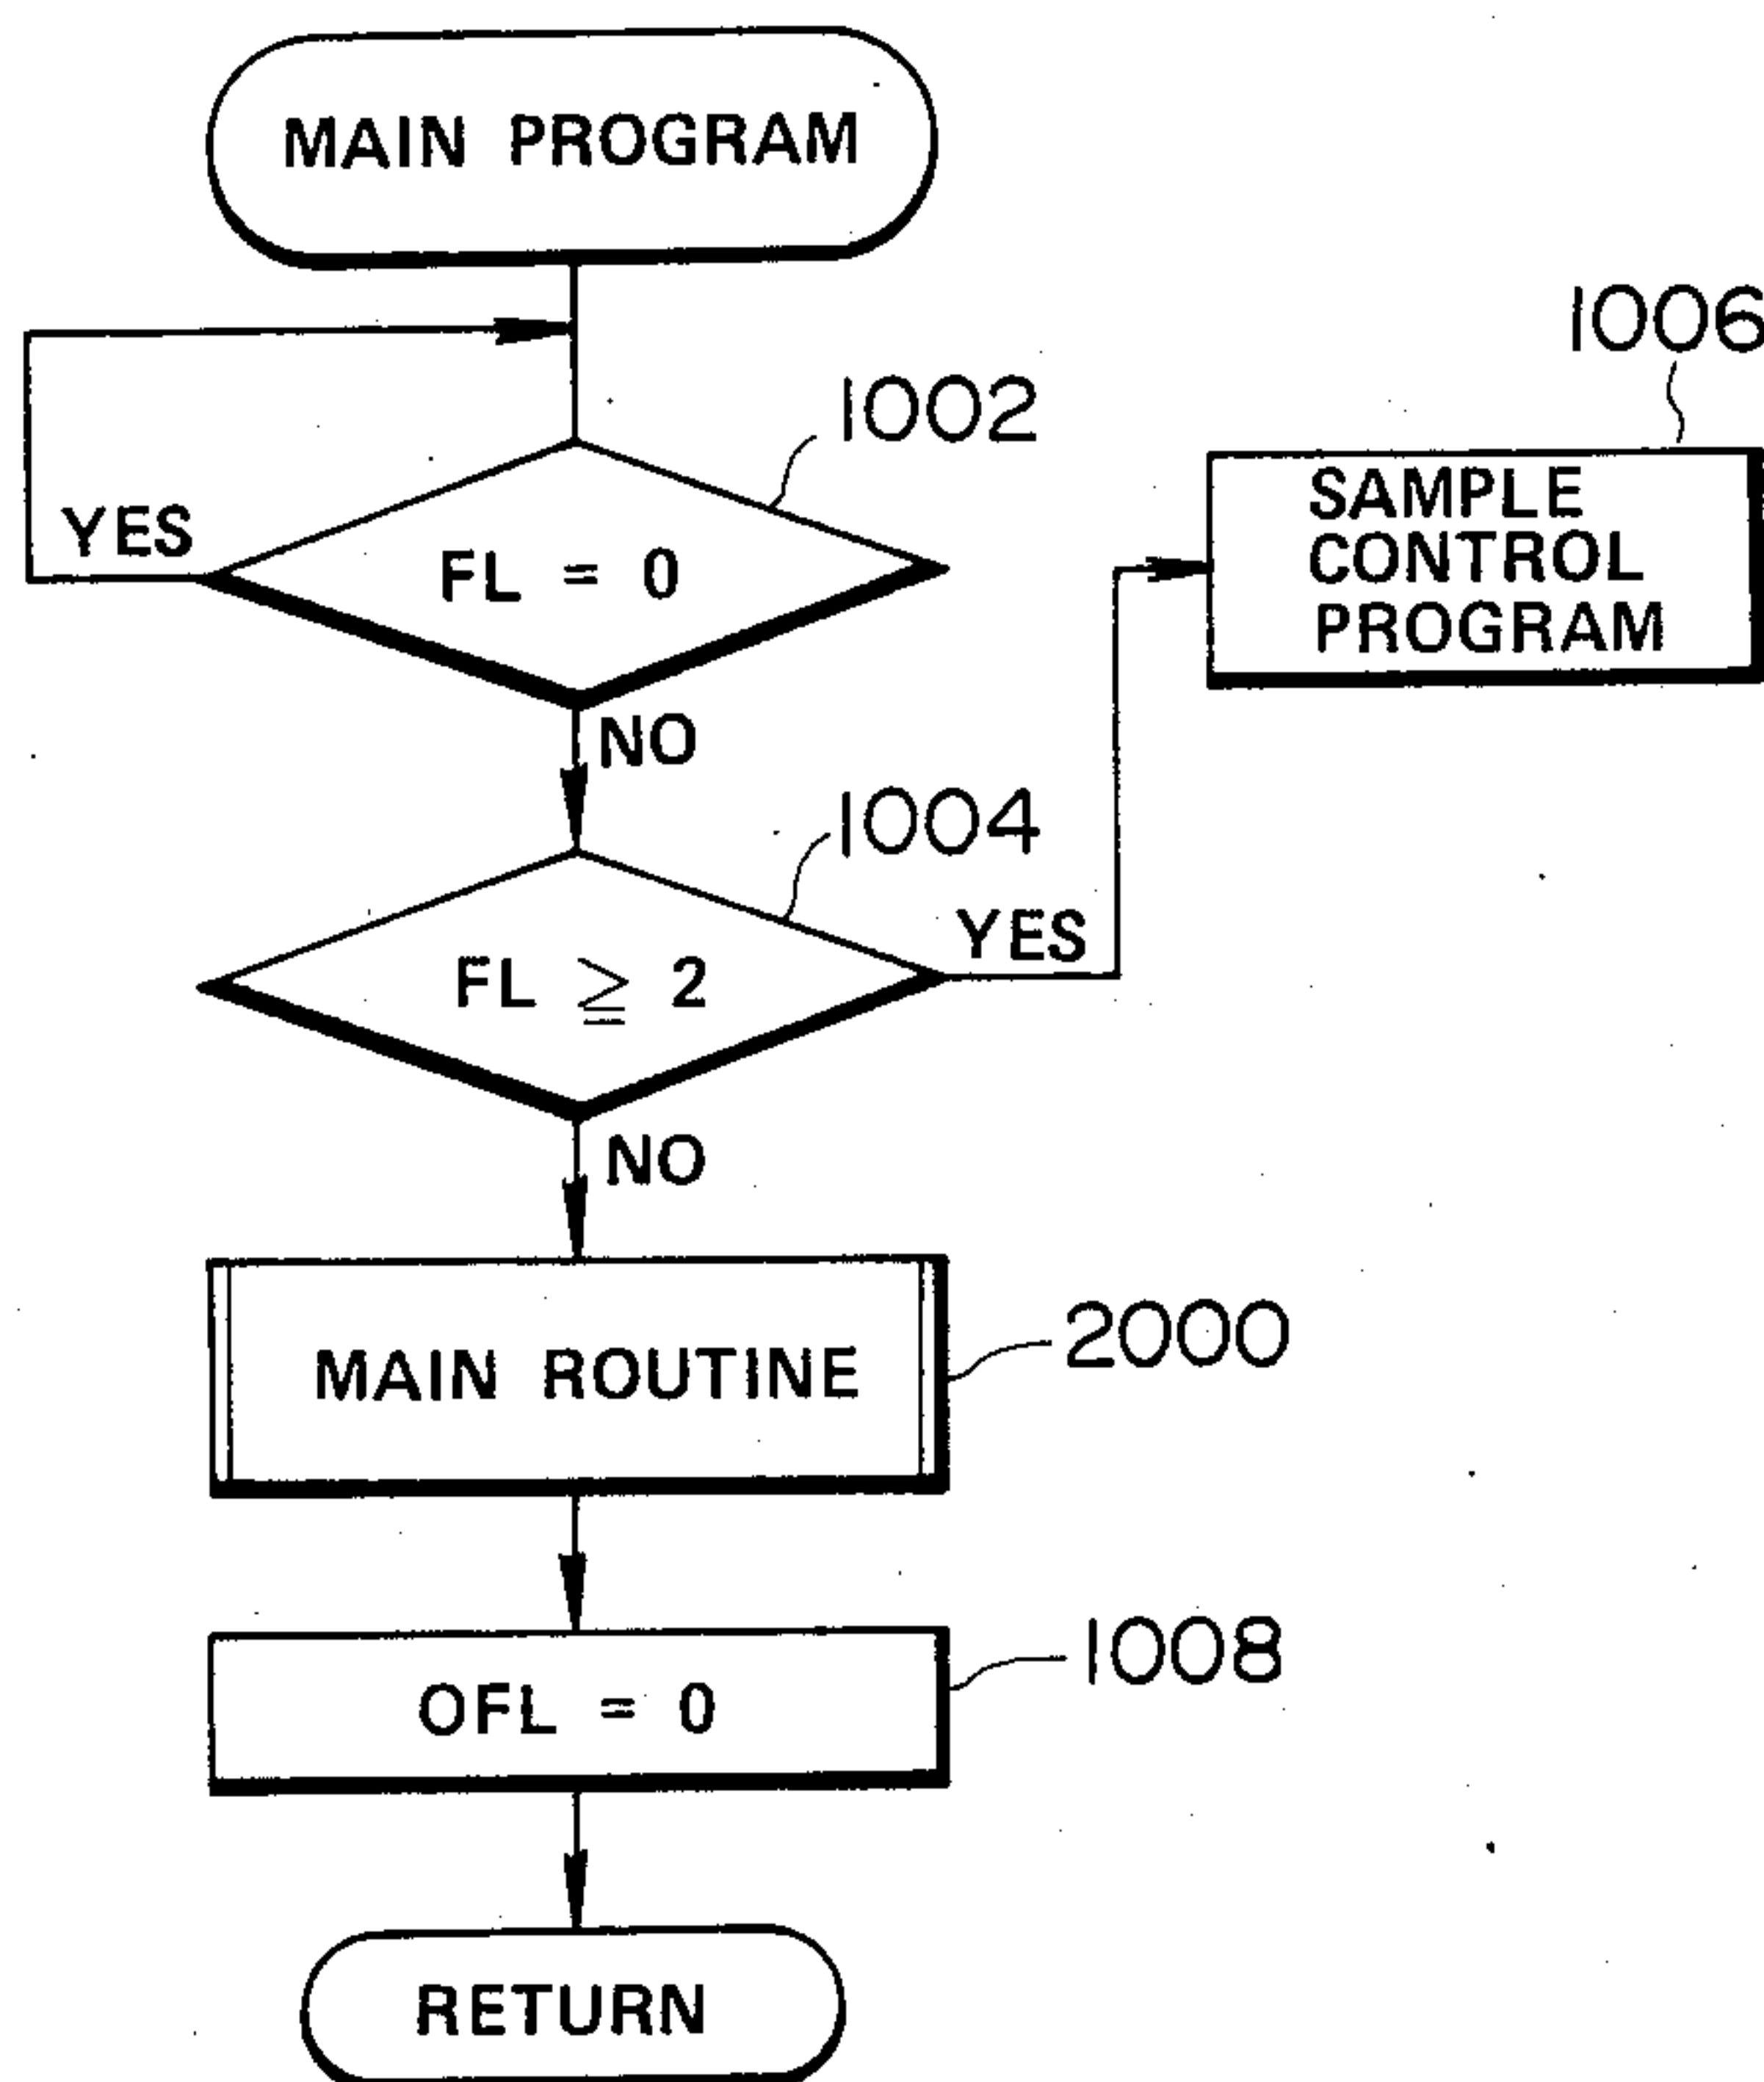 MAIN PROGRAM
1006
1002
SAMPLE
CONTROL
PROGRAM
YES
FL = 0
NO
1004
YES
FL ≧ 2
NO
2000
MAIN ROUTINE
1008
OFL = 0
RETURN